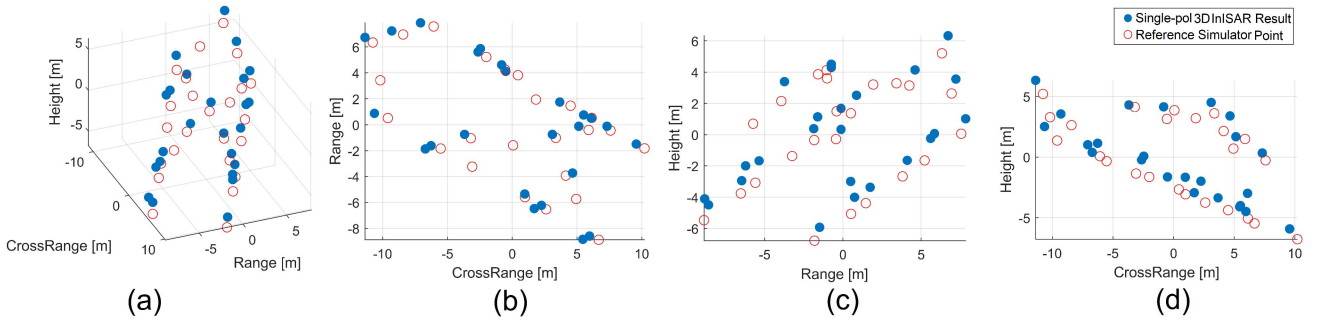 Single-pol 3D InISAR Result
Reference Simulator Point
5
0
-5
Height [m]
-10
0
10
CrossRange [m]
-5
0
5
Range [m]
(a)
8
6
4
2
0
-2
-4
-6
-8
Range [m]
-10
-5
0
5
10
CrossRange [m]
(b)
6
4
2
0
-2
-4
-6
Height [m]
-5
0
5
Range [m]
(c)
5
0
-5
Height [m]
-10
-5
0
5
10
CrossRange [m]
(d)